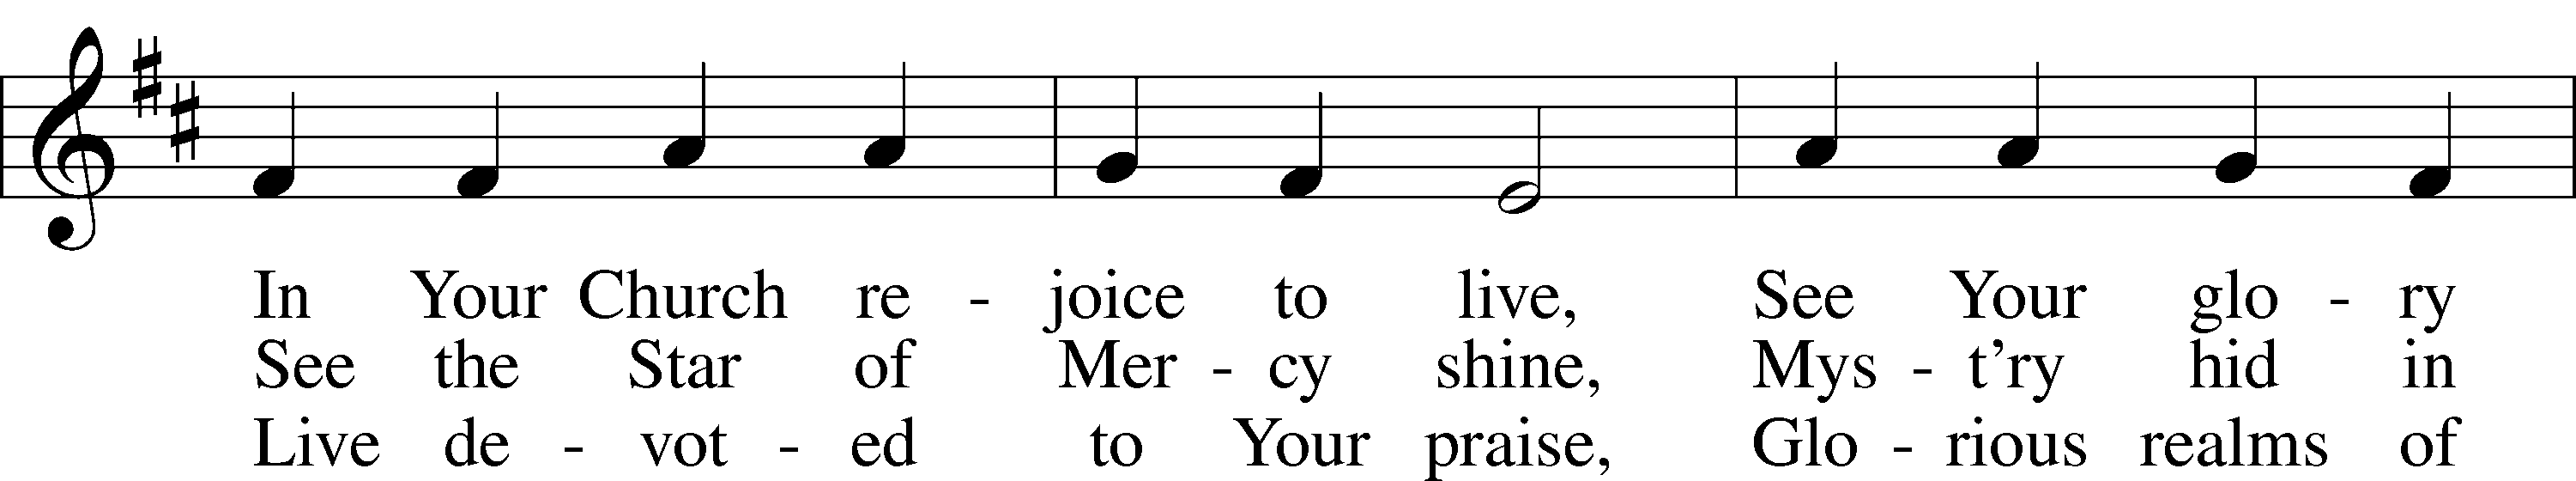 In Your Church re - joice to live, See Your glo - ry
See the Star of Mer - cy shine, Mys - t'ry hid in
Live de - vot - ed to Your praise, Glo - rious realms of